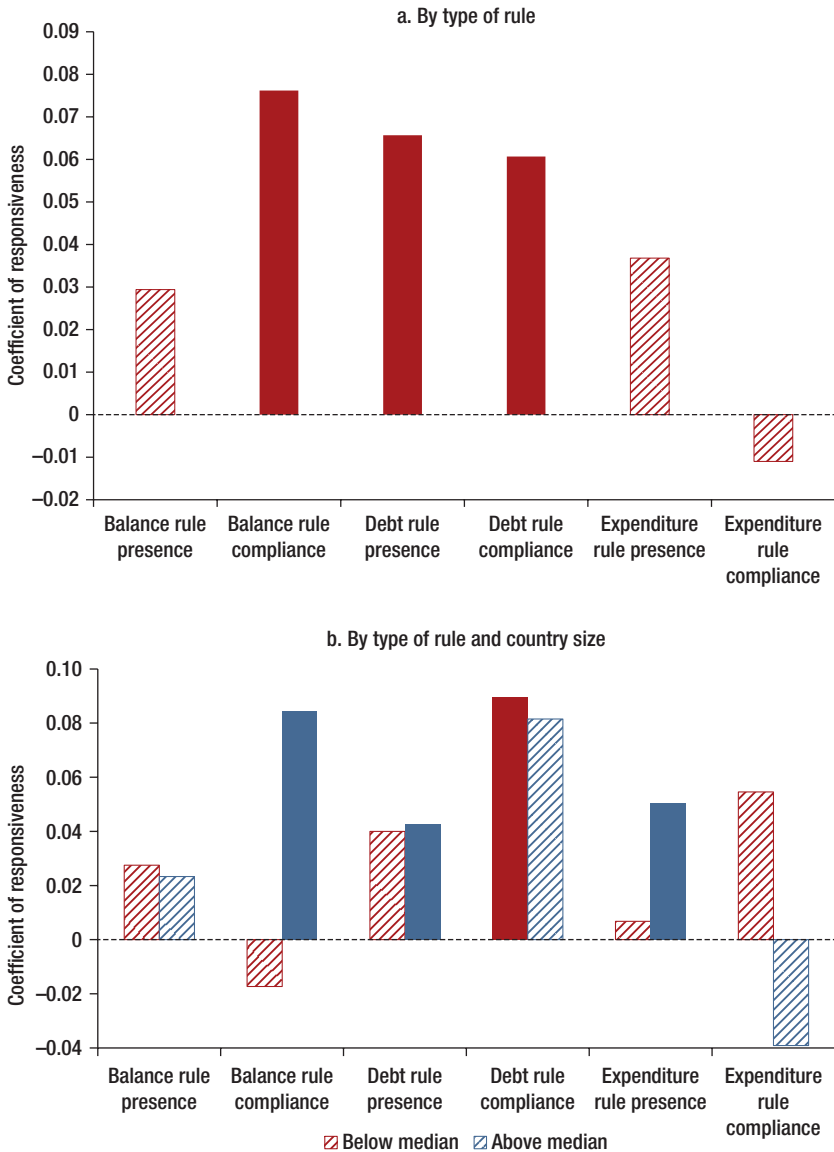 a. By type of rule
0.09
0.08
0.07
0.06
0.05
0.04
0.03
0.02
0.01
0
–0.01
–0.02
Coefficient of responsiveness
Balance rule presence
Balance rule compliance
Debt rule presence
Debt rule compliance
Expenditure rule presence
Expenditure rule compliance
b. By type of rule and country size
0.10
0.08
0.06
0.04
0.02
0
–0.02
–0.04
Coefficient of responsiveness
Balance rule presence
Balance rule compliance
Debt rule presence
Debt rule compliance
Expenditure rule presence
Expenditure rule compliance
Below median
Above median